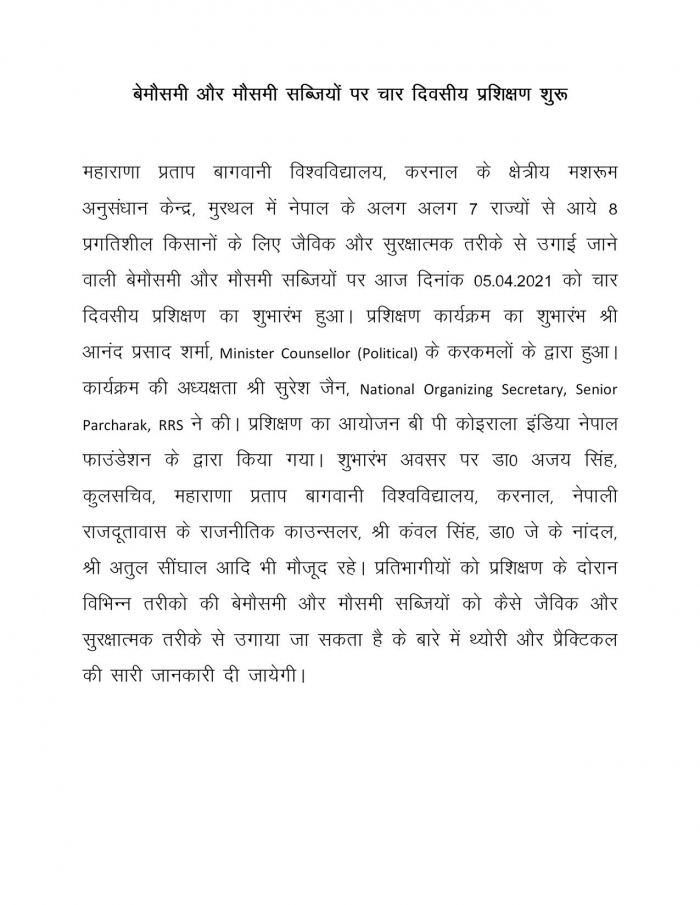 बेमौसमी और मौसमी सब्जियों पर चार दिवसीय प्रशिक्षण शुरू
महाराणा प्रताप बागवानी विश्वविद्यालय, करनाल के क्षेत्रीय मशरूम
अनुसंधान केन्द्र, मुरथल में नेपाल के अलग अलग 7 राज्यों से आये 8
प्रगतिशील किसानों के लिए जैविक और सुरक्षात्मक तरीके से उगाई जाने
वाली बेमौसमी और मौसमी सब्जियों पर आज दिनांक 05.04.2021 को चार
दिवसीय प्रशिक्षण का शुभारंभ हुआ। प्रशिक्षण कार्यक्रम का शुभारंभ श्री
आनंद प्रसाद शर्मा, Minister Counsellor (Political) के करकमलों के द्वारा हुआ।
कार्यक्रम की अध्यक्षता श्री सुरेश जैन, National Organizing Secretary, Senior
Parcharak, RRS ने की। प्रशिक्षण का आयोजन बी पी कोइराला इंडिया नेपाल
फाउंडेशन के द्वारा किया गया। शुभारंभ अवसर पर डा0 अजय सिंह,
कुलसचिव, महाराणा प्रताप बागवानी विश्वविद्यालय, करनाल, नेपाली
राजदूतावास के राजनीतिक काउन्सलर, श्री कंवल सिंह, डा0 जे के नांदल,
श्री अतुल सींघाल आदि भी मौजूद रहे। प्रतिभागीयों को प्रशिक्षण के दोरान
विभिन्न तरीको की बेमौसमी और मौसमी सब्जियों को कैसे जैविक और
सुरक्षात्मक तरीके से उगाया जा सकता है के बारे में थ्योरी और प्रैक्टिकल
की सारी जानकारी दी जायेगी।